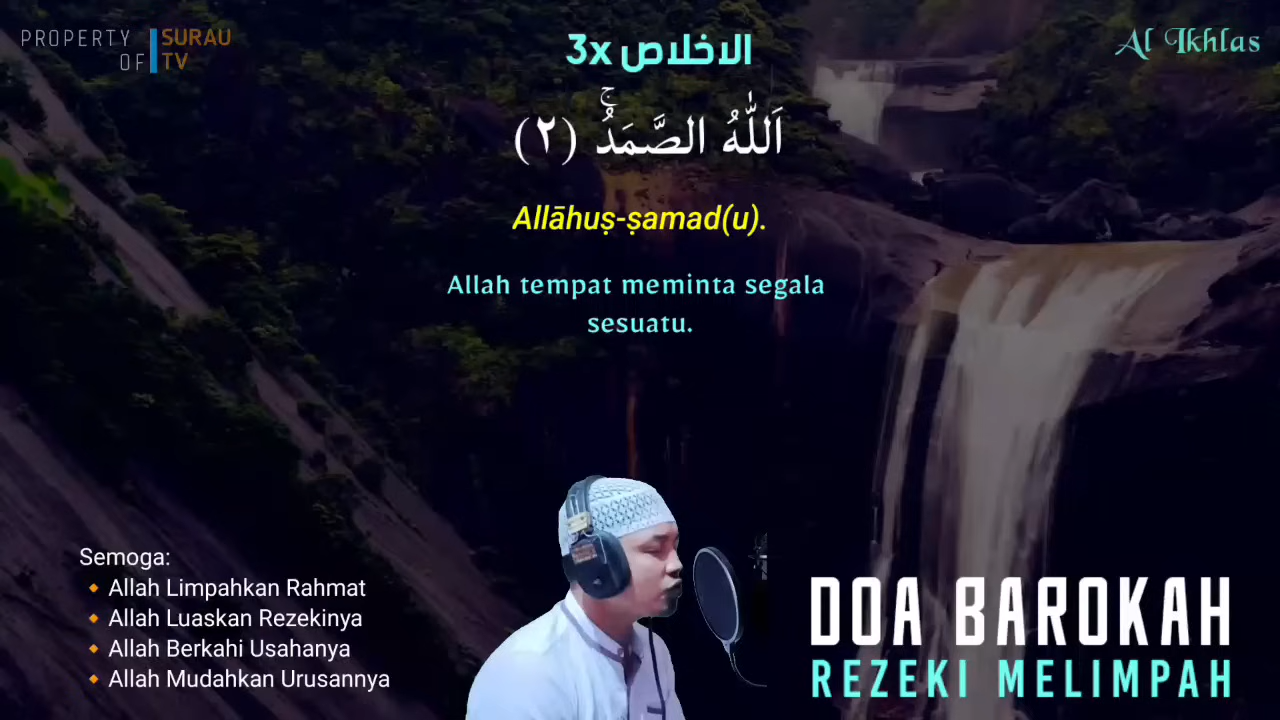 PROPERTY OF SURAU TV
الاخلاص 3x
Al Ikhlas
اَللّٰهُ الصَّمَدُۚ (٢)
Allāhuṣ-ṣamad(u).
Allah tempat meminta segala
sesuatu.
Semoga:
🔸Allah Limpahkan Rahmat
🔸Allah Luaskan Rezekinya
🔸Allah Berkahi Usahanya
🔸Allah Mudahkan Urusannya
DOA BAROKAH
REZEKI MELIMPAH